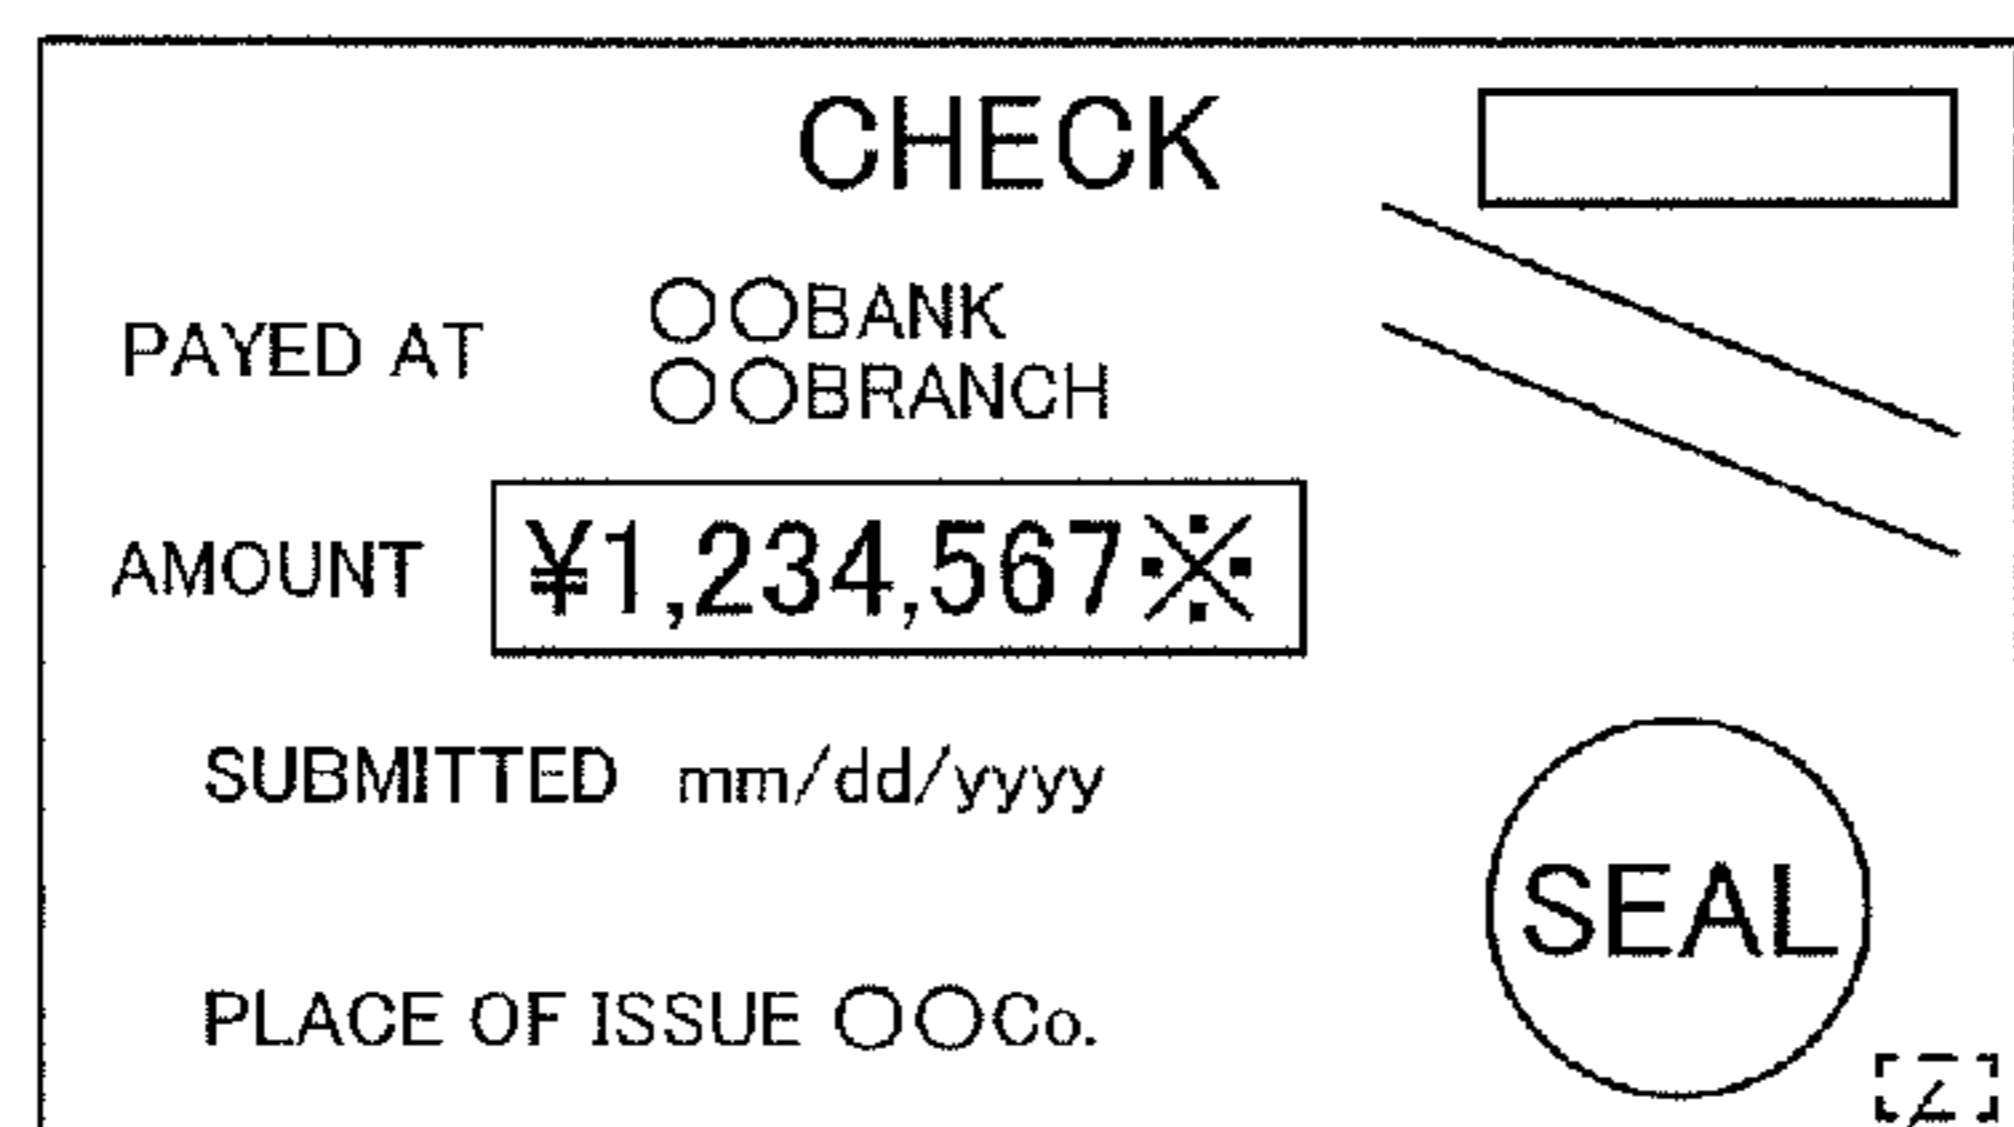 CHECK
PAYED AT
○○BANK
○○BRANCH
AMOUNT ¥1,234,567※
SUBMITTED mm/dd/yyyy
SEAL
PLACE OF ISSUE ○○Co.